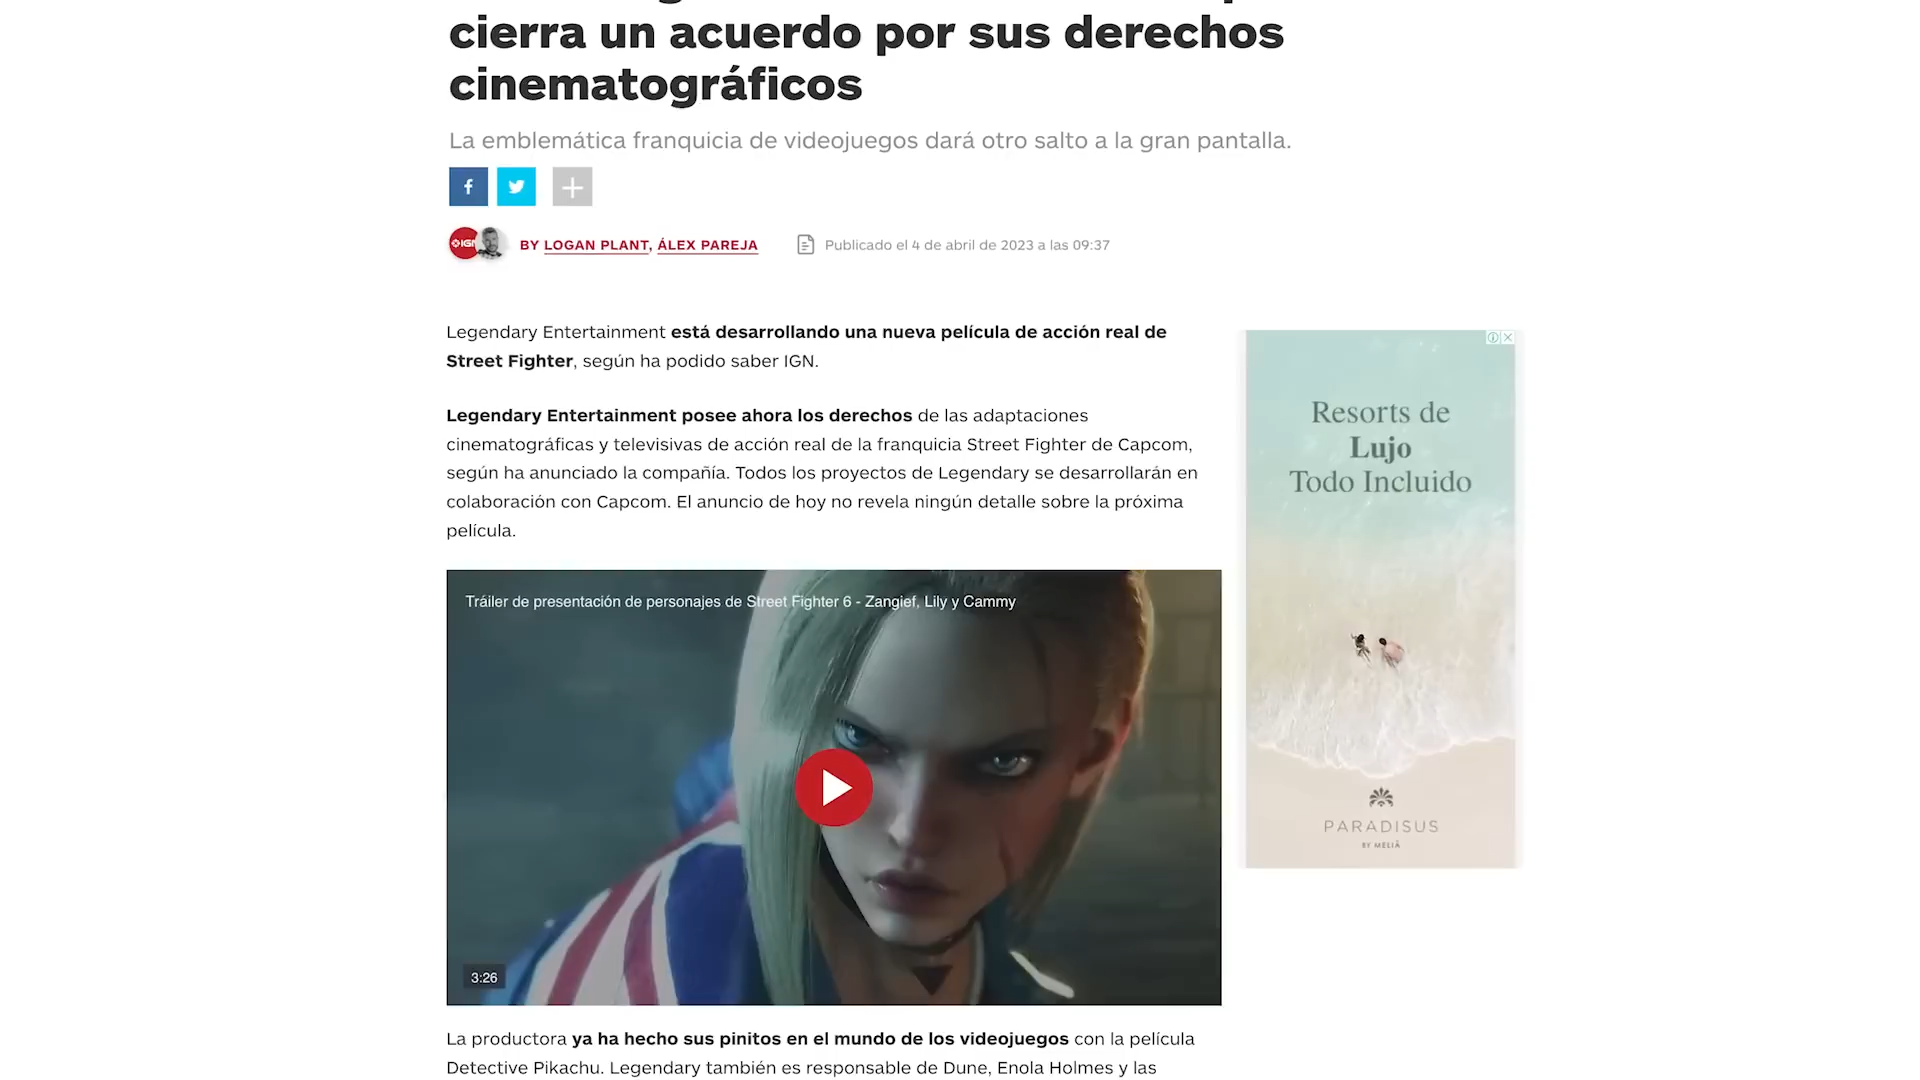 cierra un acuerdo por sus derechos
cinematográficos
La emblemática franquicia de videojuegos dará otro salto a la gran pantalla.
BY LOGAN PLANT, ÁLEX PAREJA
Publicado el 4 de abril de 2023 a las 09:37
Legendary Entertainment está desarrollando una nueva película de acción real de
Street Fighter, según ha podido saber IGN.
Legendary Entertainment posee ahora los derechos de las adaptaciones
cinematográficas y televisivas de acción real de la franquicia Street Fighter de Capcom,
según ha anunciado la compañía. Todos los proyectos de Legendary se desarrollarán en
colaboración con Capcom. El anuncio de hoy no revela ningún detalle sobre la próxima
película.
Tráiler de presentación de personajes de Street Fighter 6 - Zangief, Lily y Cammy
3:26
La productora ya ha hecho sus pinitos en el mundo de los videojuegos con la película
Detective Pikachu. Legendary también es responsable de Dune, Enola Holmes y las
Resorts de
Lujo
Todo Incluido
PARADISUS
BY MELIÁ